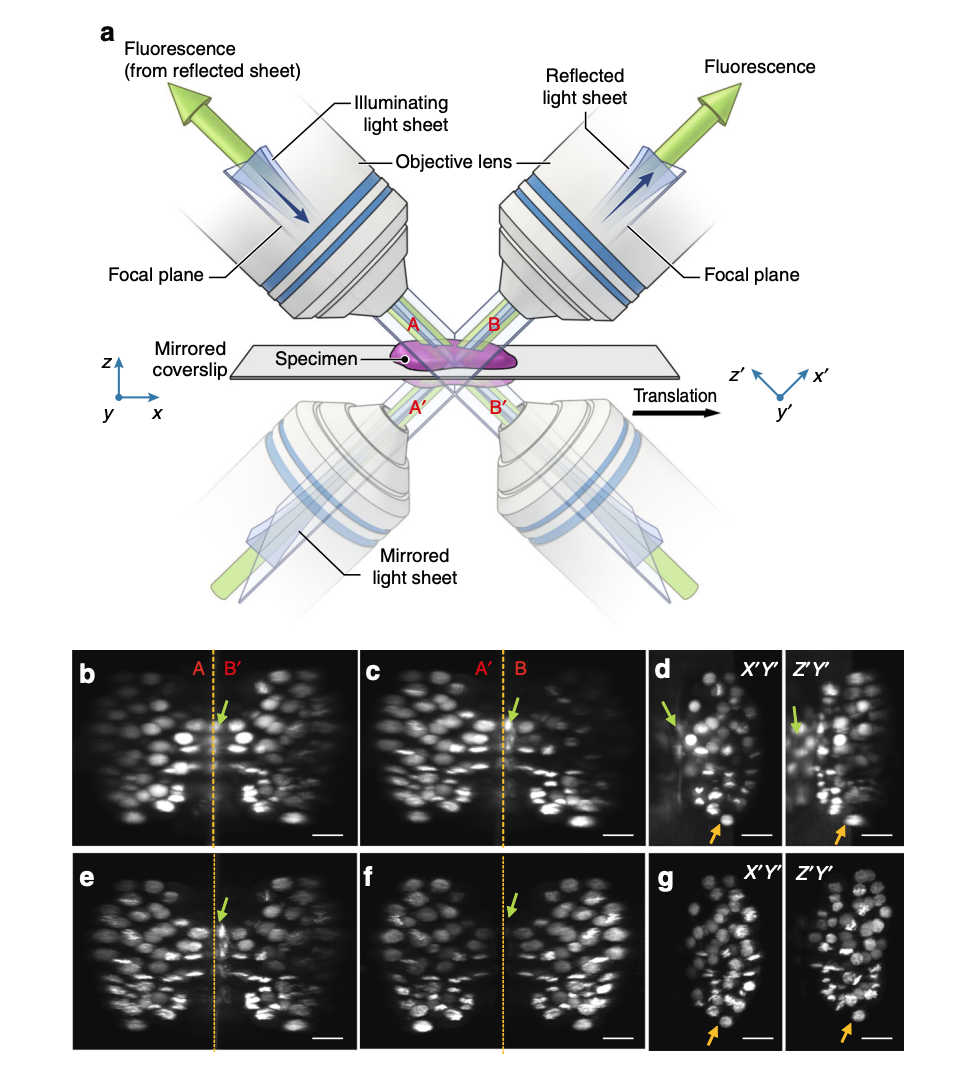 a
Fluorescence
(from reflected sheet)
Illuminating
light sheet
Reflected
light sheet
Fluorescence
Objective lens
Focal plane
Focal plane
A
B
Mirrored
coverslip
Specimen
z
y
x
A′
B′
Translation
z′
x′
y′
Mirrored
light sheet
b
A
B′
c
A′
B
d
X′Y′
Z′Y′
e
f
g
X′Y′
Z′Y′